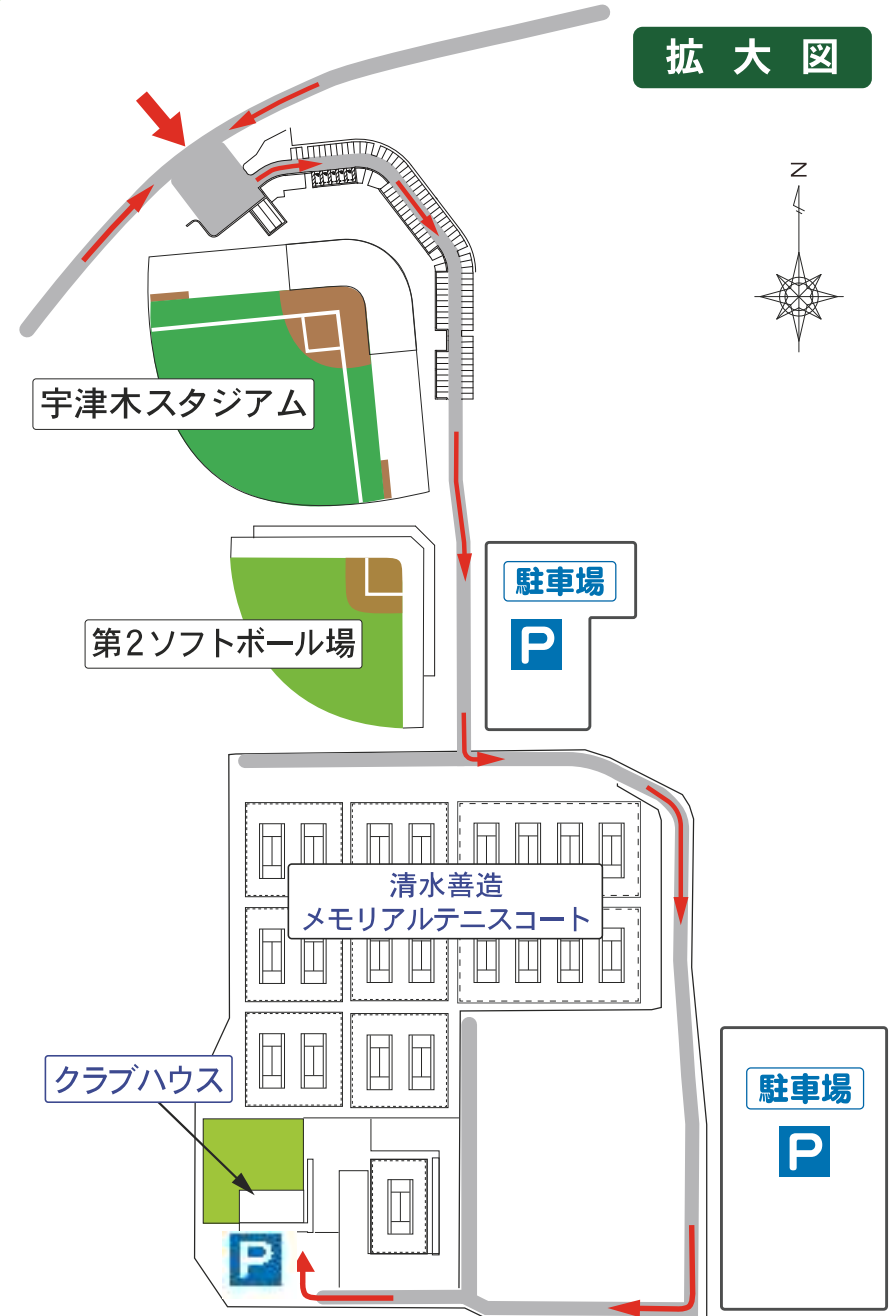 拡大図
N
宇津木スタジアム
駐車場
P
第2ソフトボール場
清水善造
メモリアルテニスコート
クラブハウス
駐車場
P
P